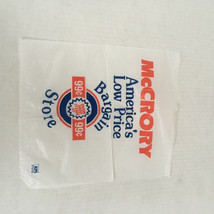 McCRORY
America's
Low Price
Bargain
99¢ 99¢
Store